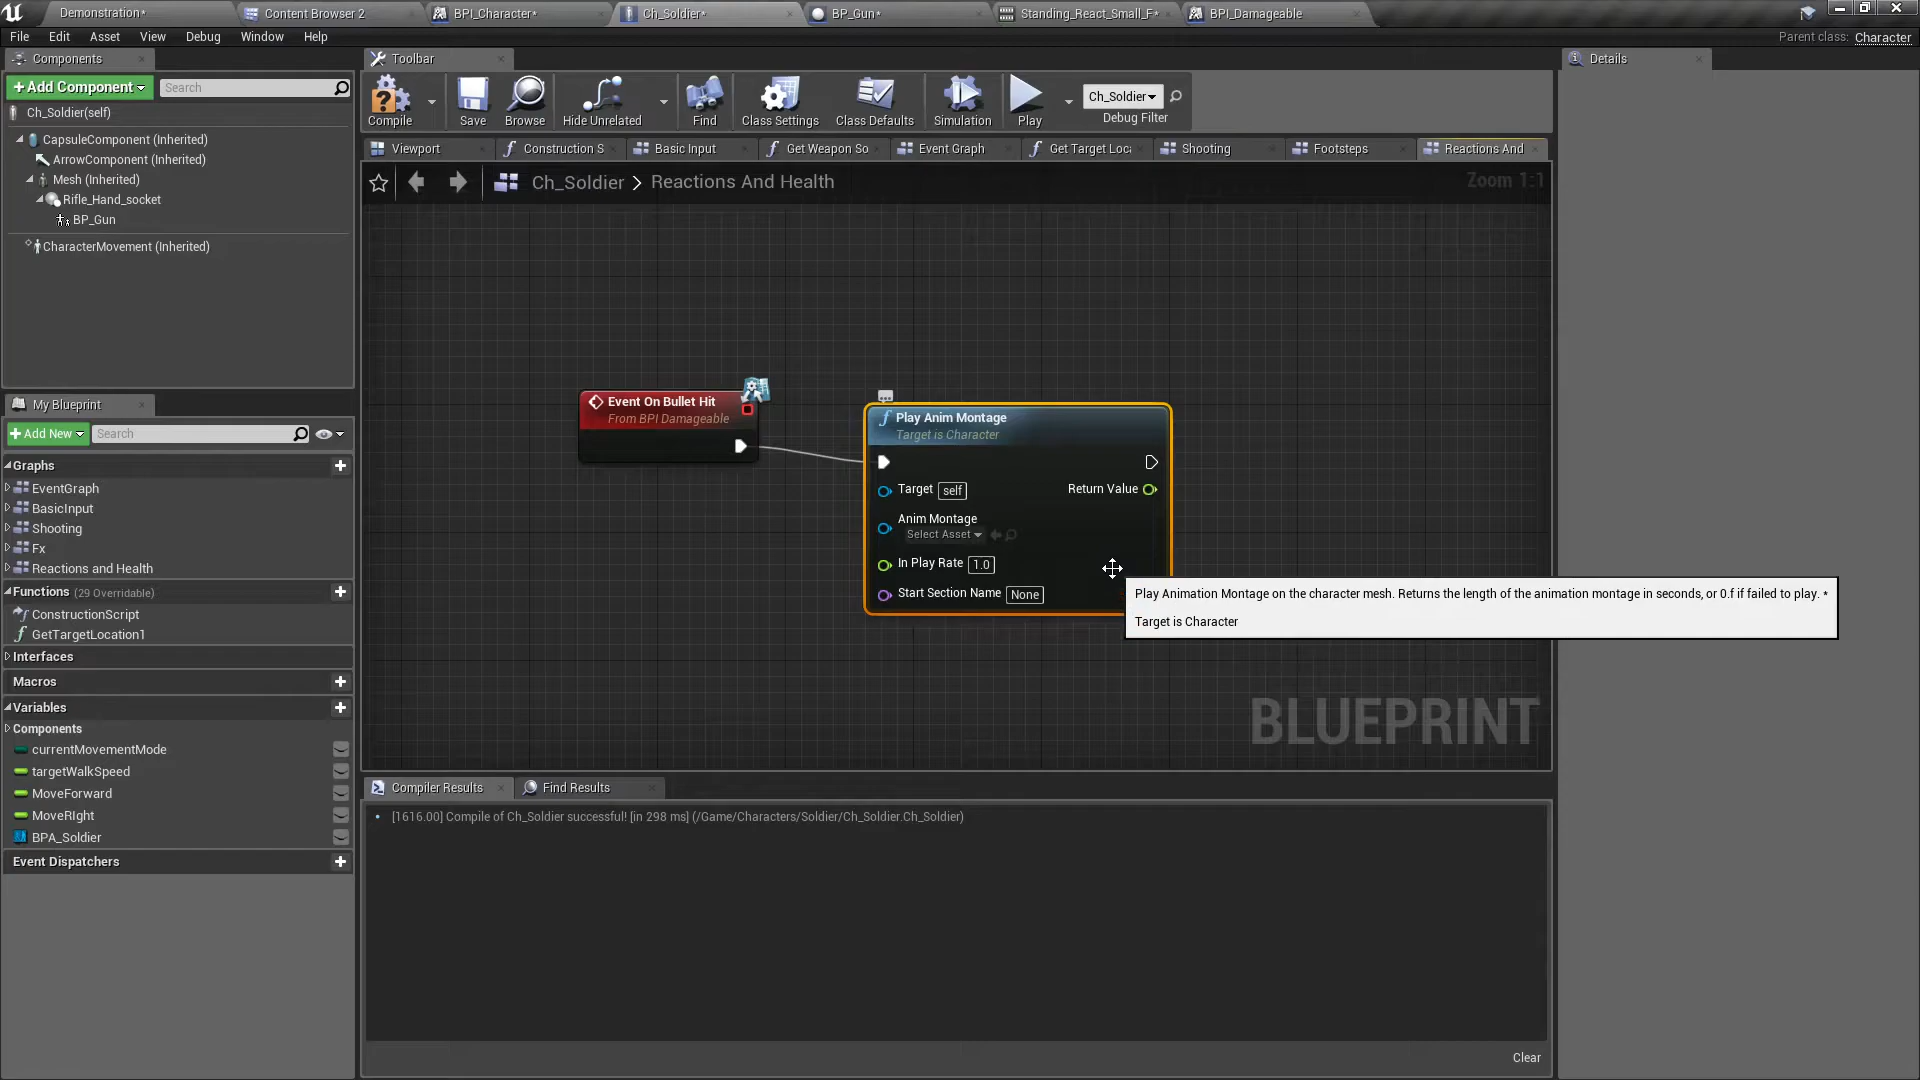 Demonstration*
Content Browser 2
BPI_Character*
Ch_Soldier*
BP_Gun*
Standing_React_Small_F*
BPI_Damageable
File
Edit
Asset
View
Debug
Window
Help
Parent class:
Character
Components
Toolbar
Details
Add Component
Search
Compile
Save
Browse
Hide Unrelated
Find
Class Settings
Class Defaults
Simulation
Play
Ch_Soldier
Debug Filter
Ch_Soldier(self)
CapsuleComponent (Inherited)
ArrowComponent (Inherited)
Mesh (Inherited)
Rifle_Hand_socket
BP_Gun
CharacterMovement (Inherited)
Viewport
Construction S
Basic Input
Get Weapon So
Event Graph
Get Target Loc
Shooting
Footsteps
Reactions And
Ch_Soldier > Reactions And Health
Zoom 1:1
Event On Bullet Hit
From BPI Damageable
Play Anim Montage
Target is Character
Target
self
Return Value
Anim Montage
Select Asset
In Play Rate
1.0
Start Section Name
None
Play Animation Montage on the character mesh. Returns the length of the animation montage in seconds, or 0.f if failed to play. *
Target is Character
BLUEPRINT
My Blueprint
Add New
Search
Graphs
EventGraph
BasicInput
Shooting
Fx
Reactions and Health
Functions (29 Overridable)
ConstructionScript
GetTargetLocation1
Interfaces
Macros
Variables
Components
currentMovementMode
targetWalkSpeed
MoveForward
MoveRIght
BPA_Soldier
Event Dispatchers
Compiler Results
Find Results
[1616.00] Compile of Ch_Soldier successful! [in 298 ms] (/Game/Characters/Soldier/Ch_Soldier.Ch_Soldier)
Clear